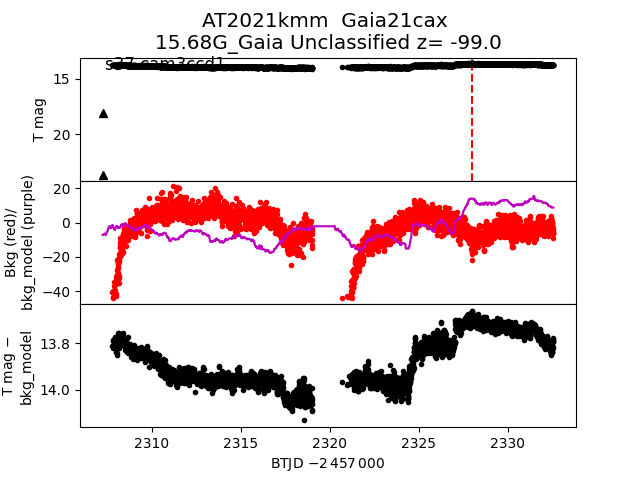 AT2021kmm  Gaia21cax
15.68G_Gaia Unclassified z= -99.0
s37 cam3ccd1
T mag
15
20
Bkg (red)/
bkg_model (purple)
20
0
−20
−40
T mag −
bkg_model
13.8
14.0
2310
2315
2320
2325
2330
BTJD −2 457 000